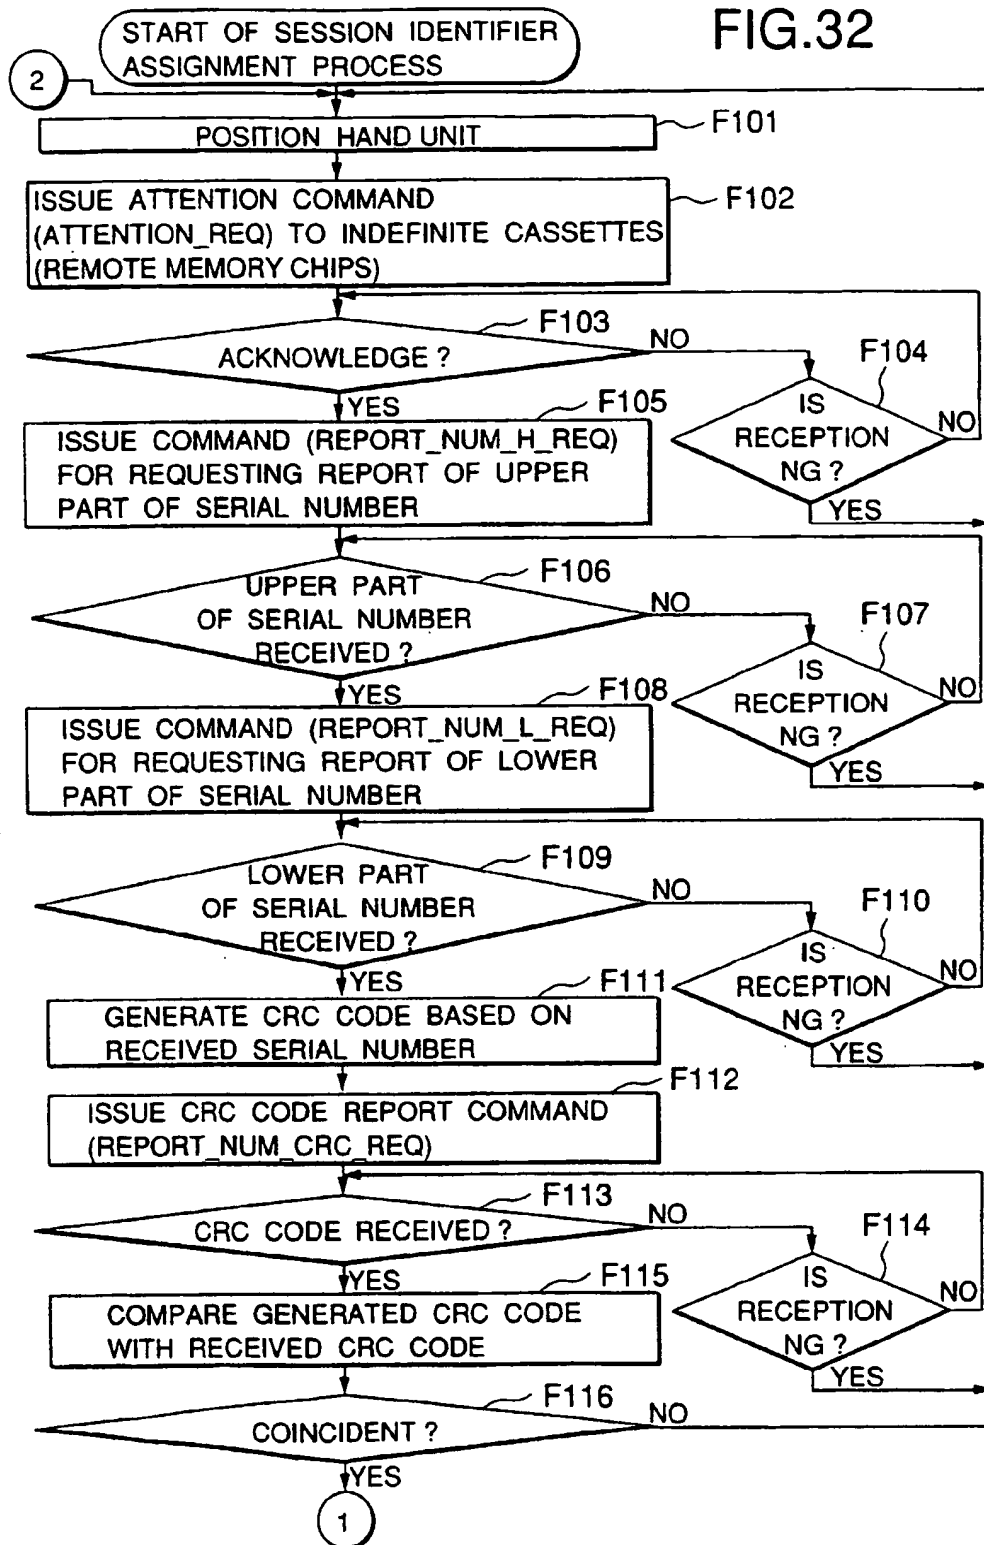 FIG.32
START OF SESSION IDENTIFIER
ASSIGNMENT PROCESS
2
POSITION HAND UNIT
F101
ISSUE ATTENTION COMMAND
(ATTENTION_REQ) TO INDEFINITE CASSETTES
(REMOTE MEMORY CHIPS)
F102
ACKNOWLEDGE ?
F103
NO
YES
IS
RECEPTION
NG ?
F104
NO
YES
ISSUE COMMAND (REPORT_NUM_H_REQ)
FOR REQUESTING REPORT OF UPPER
PART OF SERIAL NUMBER
F105
UPPER PART
OF SERIAL NUMBER
RECEIVED ?
F106
NO
YES
IS
RECEPTION
NG ?
F107
NO
YES
ISSUE COMMAND (REPORT_NUM_L_REQ)
FOR REQUESTING REPORT OF LOWER
PART OF SERIAL NUMBER
F108
LOWER PART
OF SERIAL NUMBER
RECEIVED ?
F109
NO
YES
IS
RECEPTION
NG ?
F110
NO
YES
GENERATE CRC CODE BASED ON
RECEIVED SERIAL NUMBER
F111
ISSUE CRC CODE REPORT COMMAND
(REPORT_NUM_CRC_REQ)
F112
CRC CODE RECEIVED ?
F113
NO
YES
IS
RECEPTION
NG ?
F114
NO
YES
COMPARE GENERATED CRC CODE
WITH RECEIVED CRC CODE
F115
COINCIDENT ?
F116
NO
YES
1